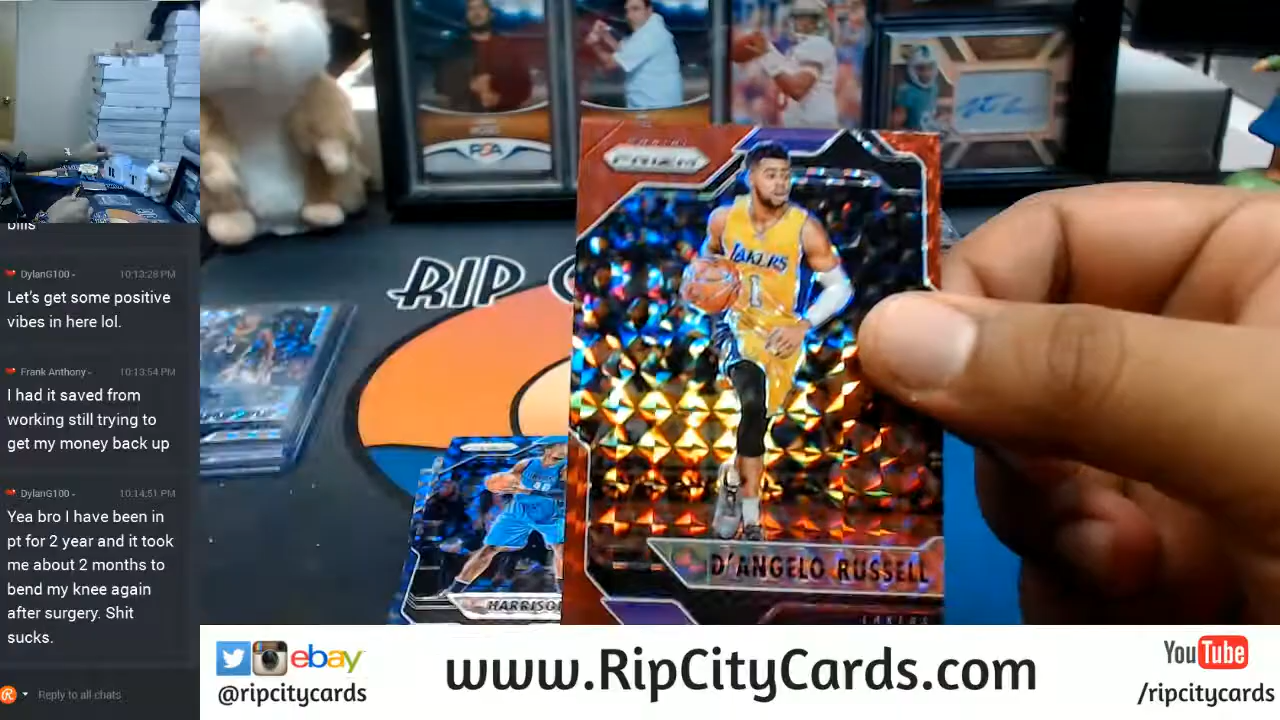 bills
DylanG100 - 10:13:28 PM
Let's get some positive
vibes in here lol.
Frank Anthony - 10:13:54 PM
I had it saved from
working still trying to
get my money back up
DylanG100 - 10:14:51 PM
Yea bro I have been in
pt for 2 year and it took
me about 2 months to
bend my knee again
after surgery. Shit
sucks.
Reply to all chats
RIP C
PANINI
PRIZM
LAKERS
1
D'ANGELO RUSSELL
LAKERS
HARRISO
ebay
@ripcitycards
www.RipCityCards.com
YouTube
/ripcitycards